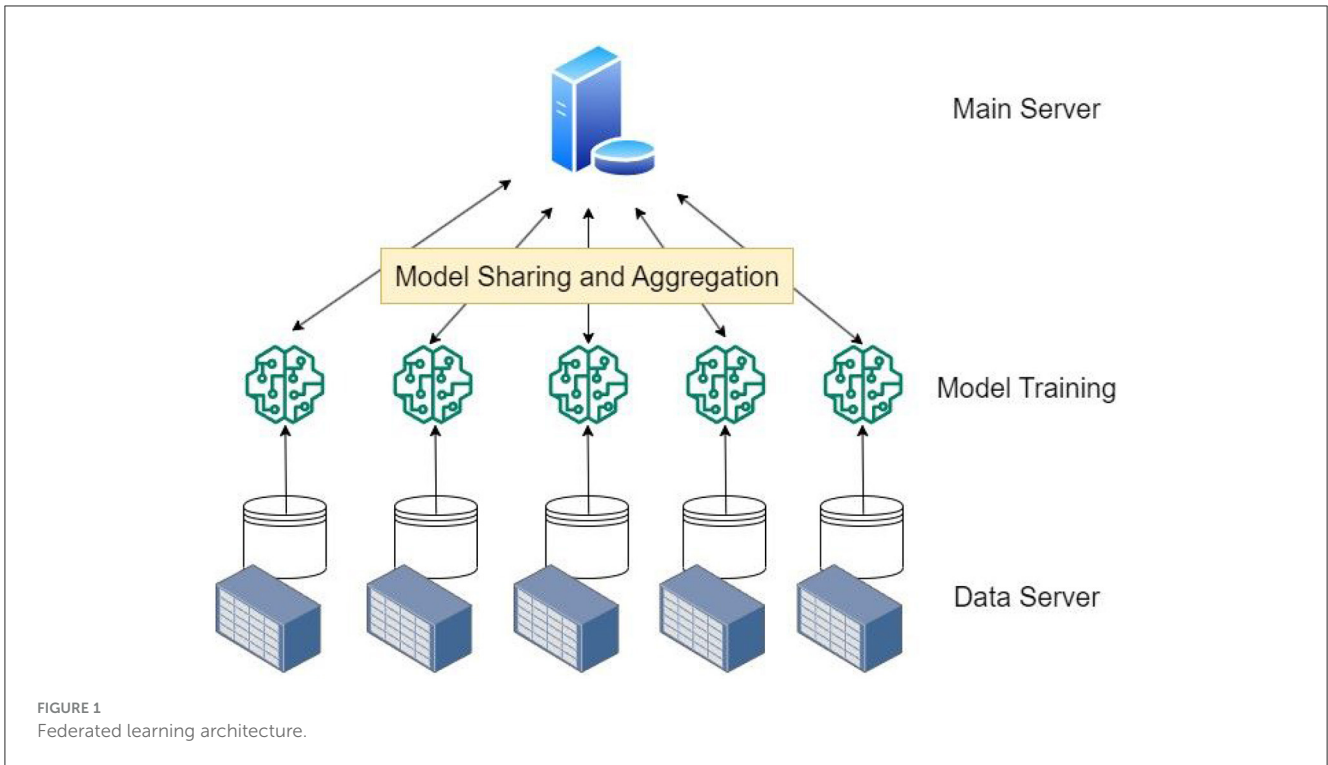 Main Server
Model Sharing and Aggregation
Model Training
Data Server
FIGURE 1
Federated learning architecture.